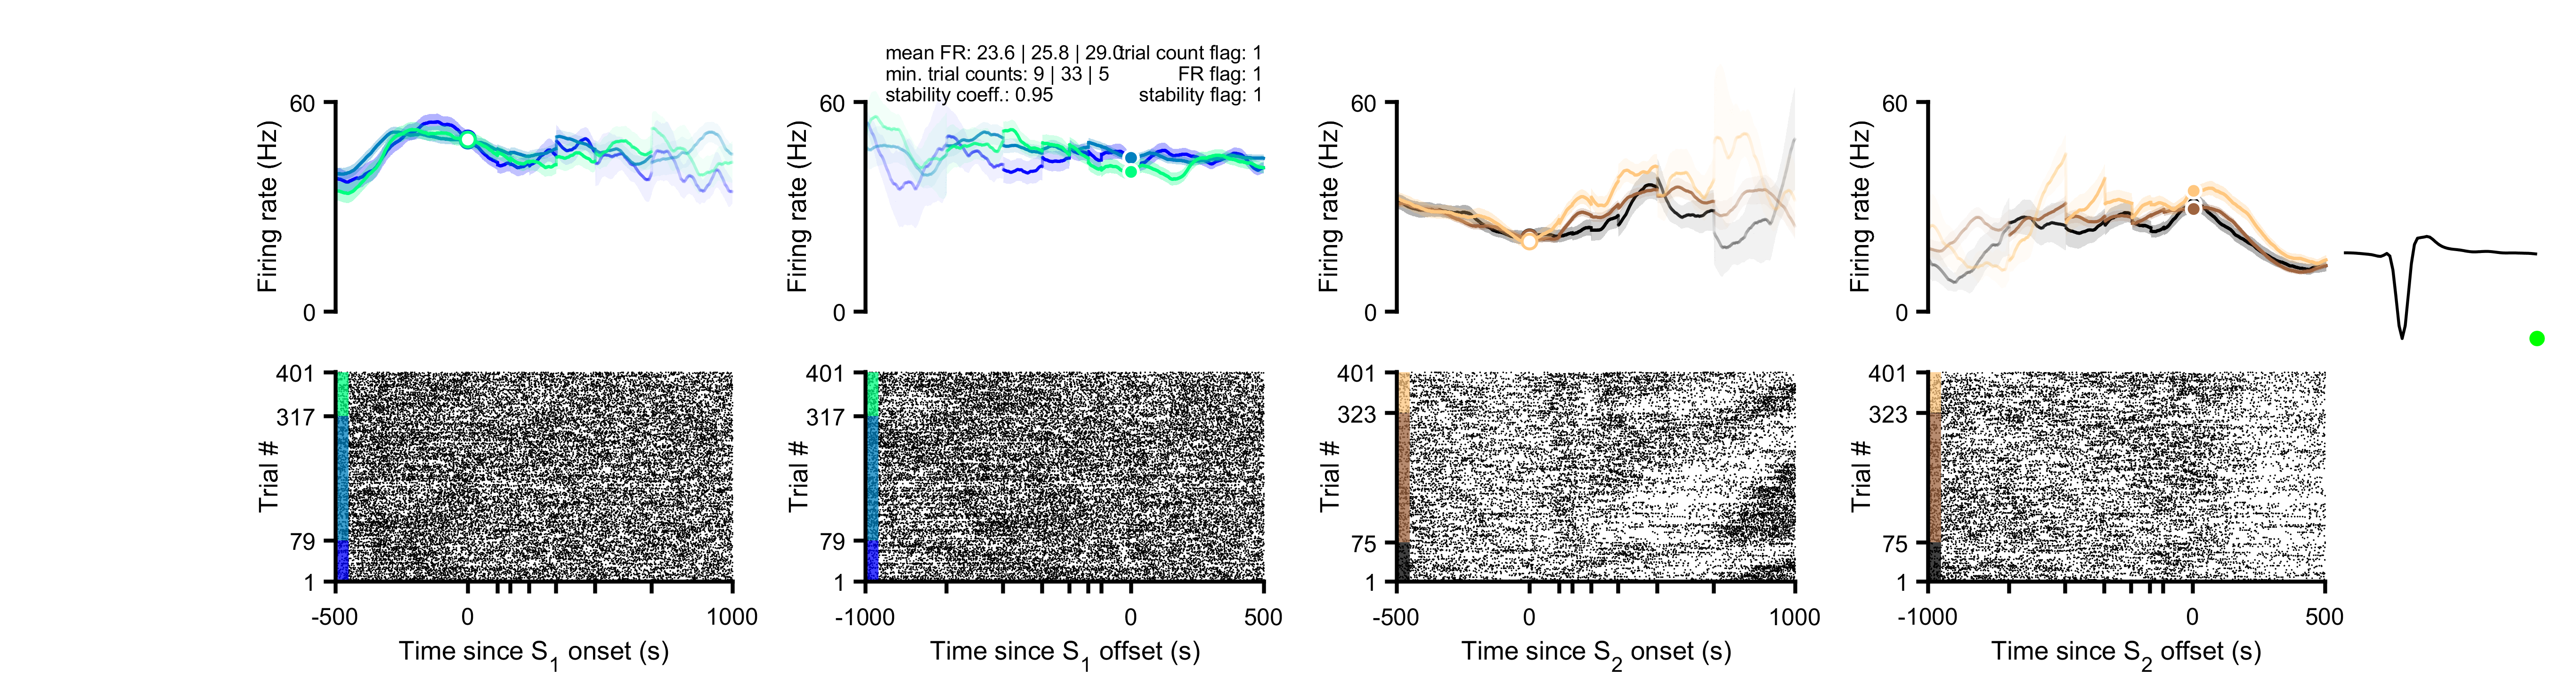 mean FR: 23.6 | 25.8 | 29.0
trial count flag: 1
min. trial counts: 9 | 33 | 5
FR flag: 1
stability coeff.: 0.95
stability flag: 1
60
Firing rate (Hz)
0
60
Firing rate (Hz)
0
60
Firing rate (Hz)
0
60
Firing rate (Hz)
0
401
317
Trial #
79
1
-500
0
1000
Time since S1 onset (s)
401
317
Trial #
79
1
-1000
0
500
Time since S1 offset (s)
401
323
Trial #
75
1
-500
0
1000
Time since S2 onset (s)
401
323
Trial #
75
1
-1000
0
500
Time since S2 offset (s)